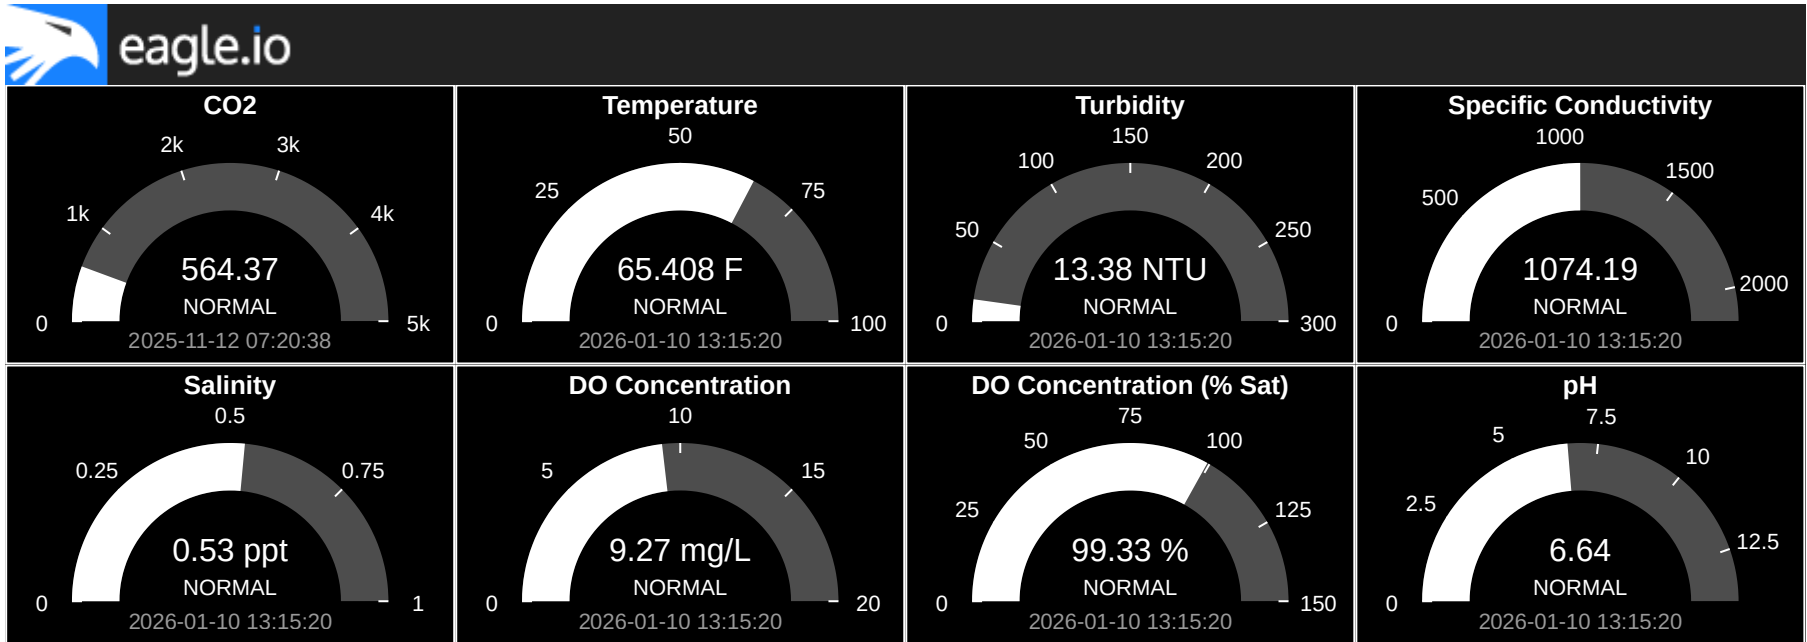 eagle.io
CO2
0
1k
2k
3k
4k
5k
564.37
NORMAL
2025-11-12 07:20:38
Temperature
0
25
50
75
100
65.408 F
NORMAL
2026-01-10 13:15:20
Turbidity
0
50
100
150
200
250
300
13.38 NTU
NORMAL
2026-01-10 13:15:20
Specific Conductivity
0
500
1000
1500
2000
1074.19
NORMAL
2026-01-10 13:15:20
Salinity
0
0.25
0.5
0.75
1
0.53 ppt
NORMAL
2026-01-10 13:15:20
DO Concentration
0
5
10
15
20
9.27 mg/L
NORMAL
2026-01-10 13:15:20
DO Concentration (% Sat)
0
25
50
75
100
125
150
99.33 %
NORMAL
2026-01-10 13:15:20
pH
0
2.5
5
7.5
10
12.5
6.64
NORMAL
2026-01-10 13:15:20